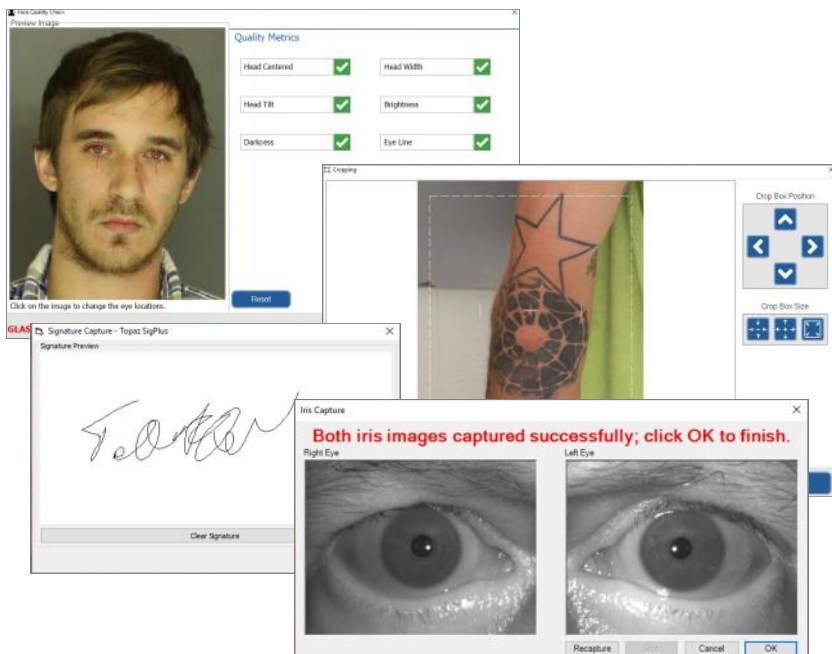 Face Quality Check
Preview Image
Quality Metrics
Head Centered
Head Width
Head Tilt
Brightness
Darkness
Eye Line
Click on the image to change the eye locations.
Reset
GLAS
Cropping
Crop Box Position
Crop Box Size
Signature Capture - Topaz SigPlus
Signature Preview
Clear Signature
Iris Capture
Both iris images captured successfully; click OK to finish.
Right Eye
Left Eye
Recapture
Cancel
OK